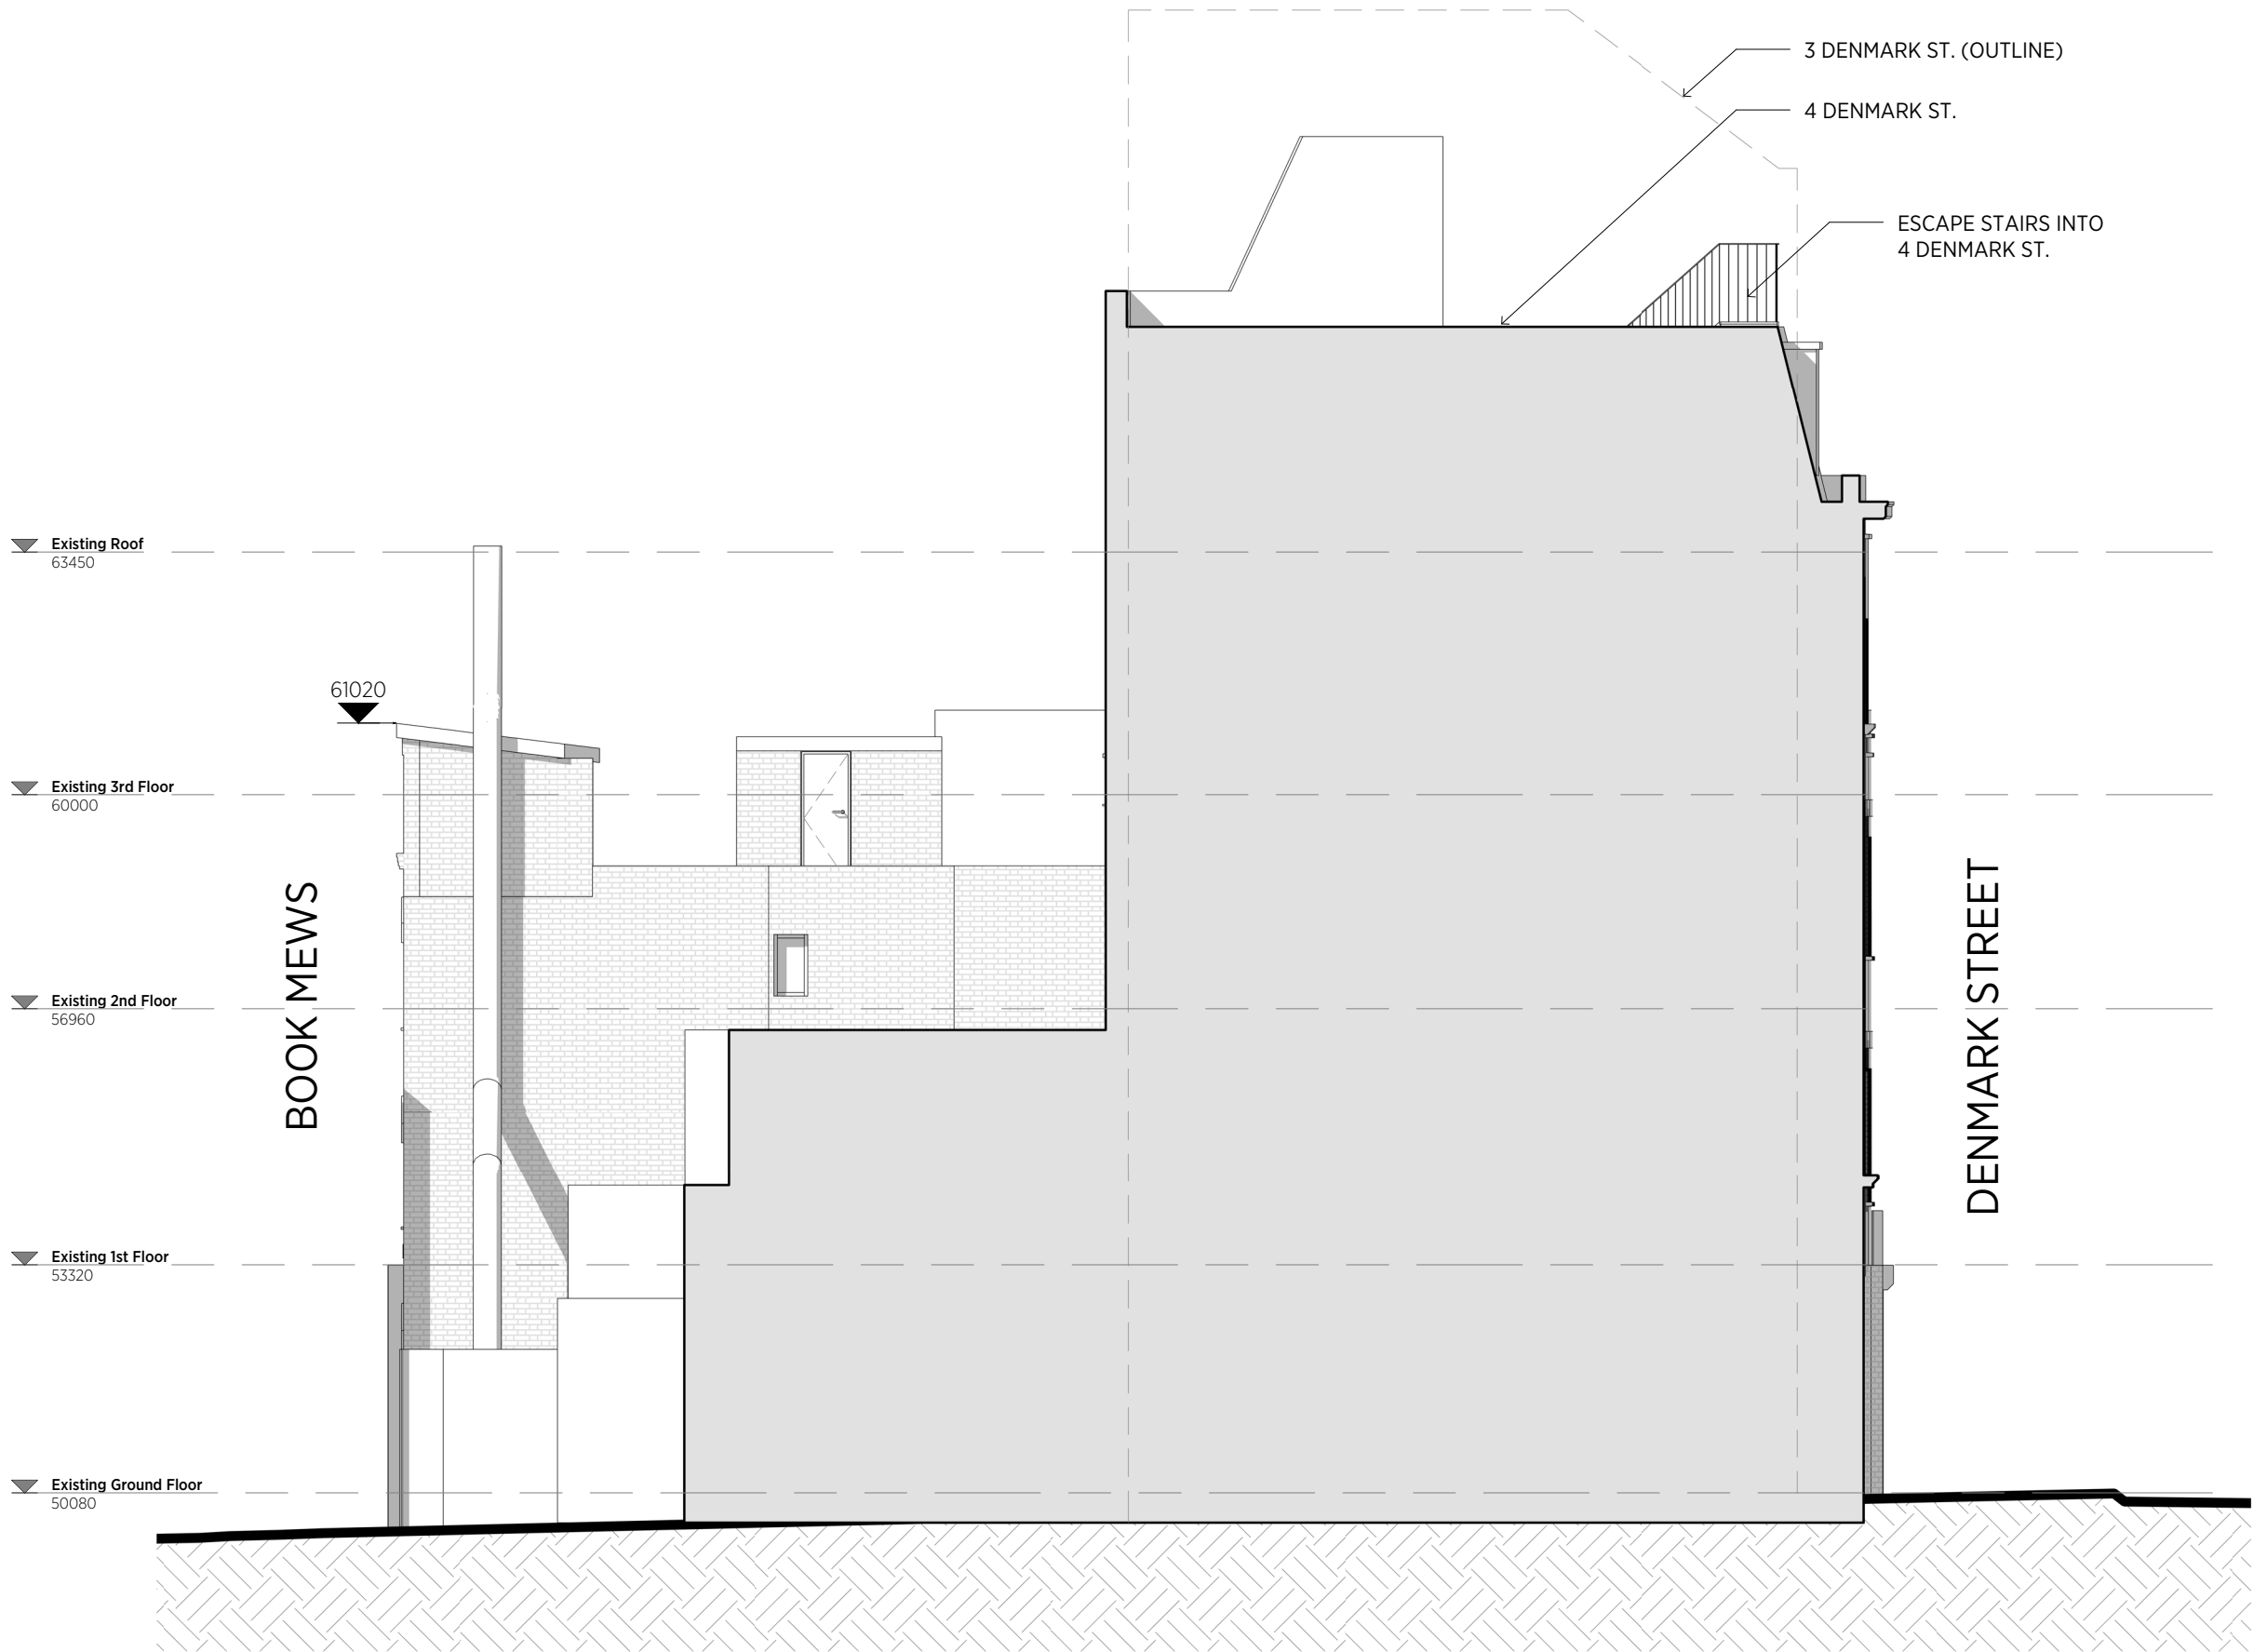 3 DENMARK ST. (OUTLINE)
4 DENMARK ST.
ESCAPE STAIRS INTO
4 DENMARK ST.
Existing Roof
63450
61020
Existing 3rd Floor
60000
BOOK MEWS
DENMARK STREET
Existing 2nd Floor
56960
Existing 1st Floor
53320
Existing Ground Floor
50080